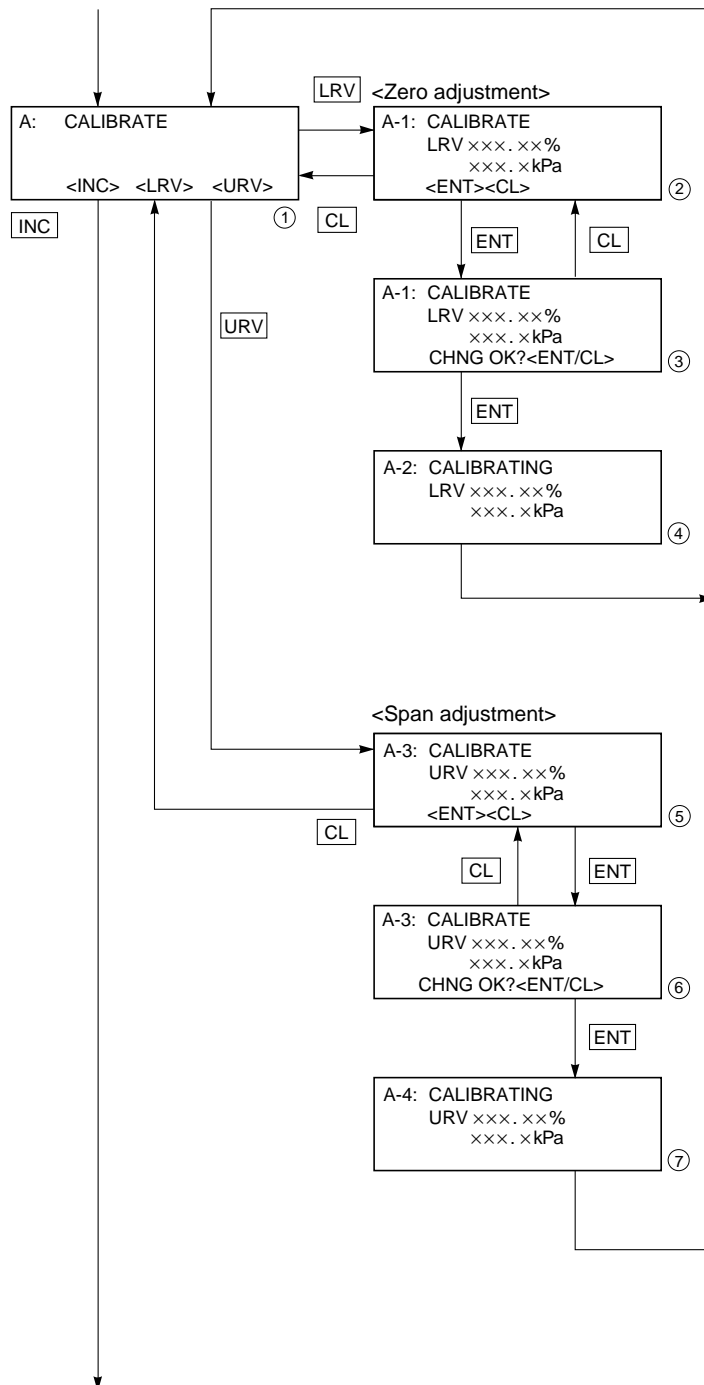 LRV
<Zero adjustment>
A: CALIBRATE
<INC> <LRV> <URV>
①
INC
A-1: CALIBRATE
LRV ×××. ××%
×××. ×kPa
<ENT><CL>
②
CL
ENT
CL
A-1: CALIBRATE
LRV ×××. ××%
×××. ×kPa
CHNG OK?<ENT/CL>
③
URV
ENT
A-2: CALIBRATING
LRV ×××. ××%
×××. ×kPa
④
<Span adjustment>
A-3: CALIBRATE
URV ×××. ××%
×××. ×kPa
<ENT><CL>
⑤
CL
CL
ENT
A-3: CALIBRATE
URV ×××. ××%
×××. ×kPa
CHNG OK?<ENT/CL>
⑥
ENT
A-4: CALIBRATING
URV ×××. ××%
×××. ×kPa
⑦